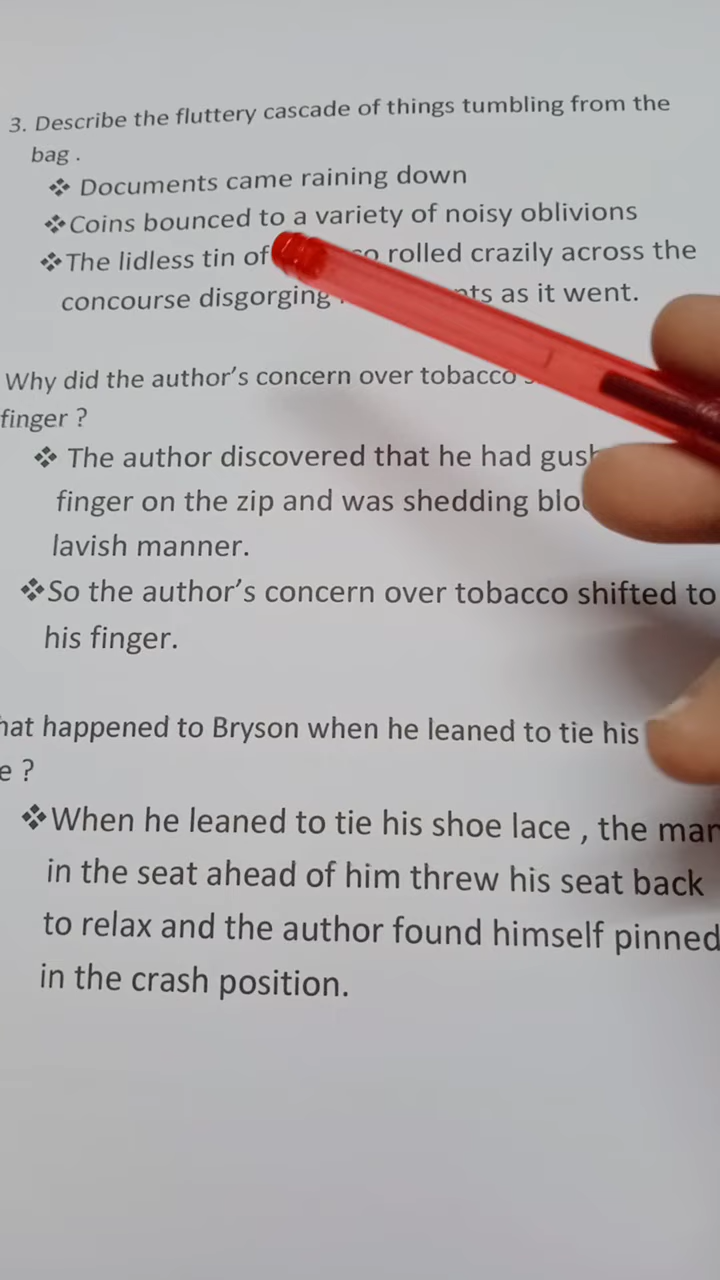 3. Describe the fluttery cascade of things tumbling from the
bag .
❖ Documents came raining down
❖ Coins bounced to a variety of noisy oblivions
❖ The lidless tin of rolled crazily across the
concourse disgorging as it went.
Why did the author's concern over tobacco
finger ?
❖ The author discovered that he had
finger on the zip and was shedding
lavish manner.
❖ So the author's concern over tobacco shifted to
his finger.
happened to Bryson when he leaned to tie his
?
❖ When he leaned to tie his shoe lace , the
in the seat ahead of him threw his seat back
to relax and the author found himself pinned
in the crash position.